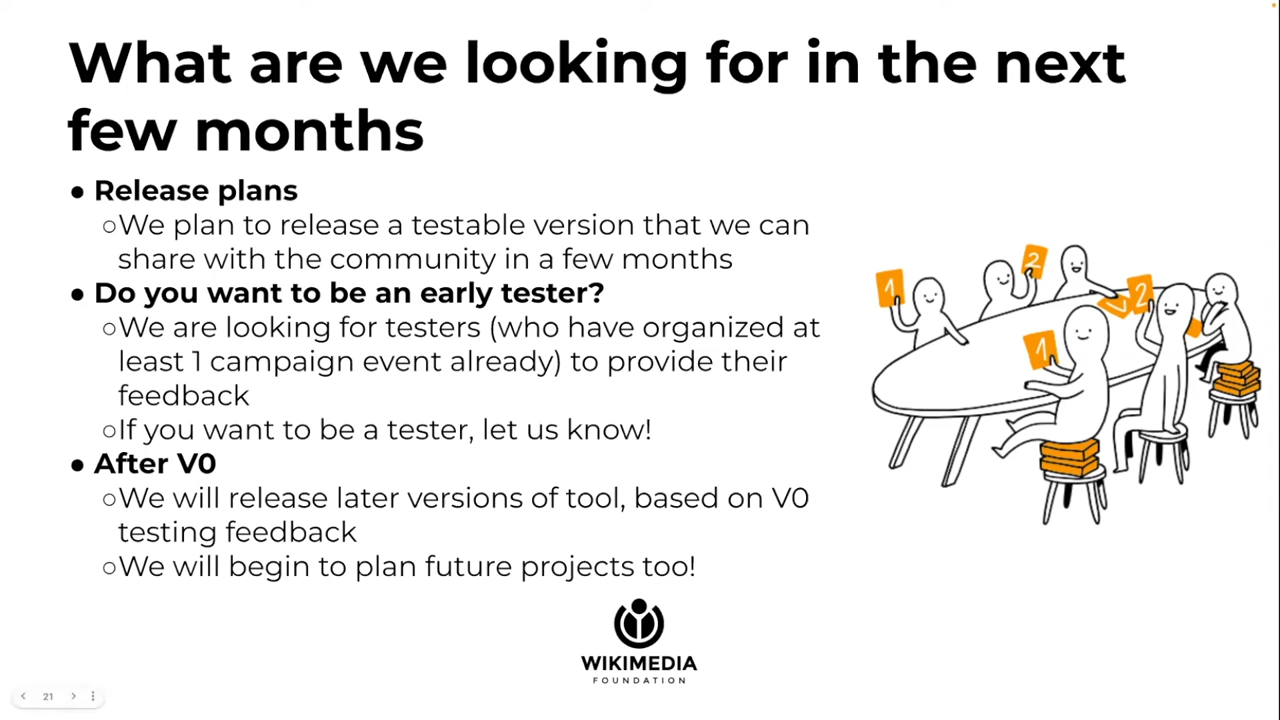 What are we looking for in the next
few months
● Release plans
○We plan to release a testable version that we can
share with the community in a few months
● Do you want to be an early tester?
○We are looking for testers (who have organized at
least 1 campaign event already) to provide their
feedback
○If you want to be a tester, let us know!
● After V0
○We will release later versions of tool, based on V0
testing feedback
○We will begin to plan future projects too!
1
2
2
1
WIKIMEDIA
FOUNDATION
21